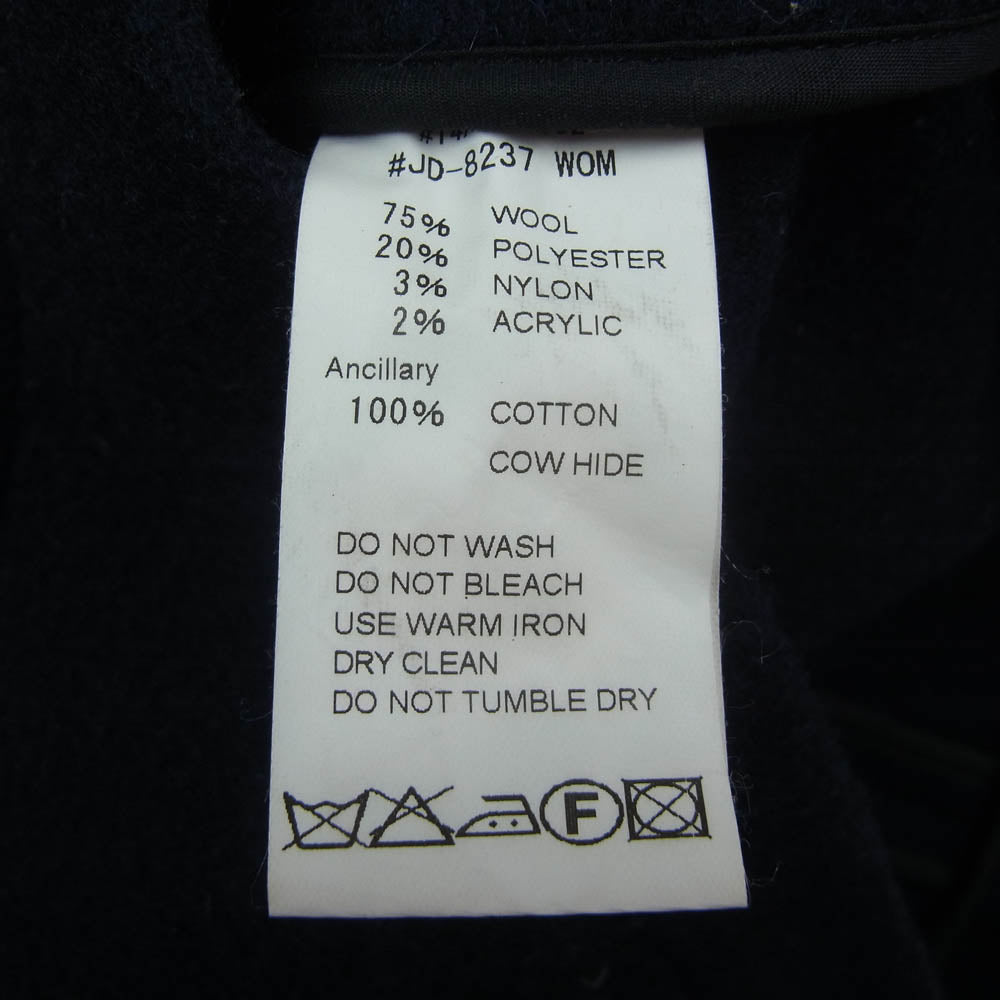 #JD-8237 WOM
75% WOOL
20% POLYESTER
3% NYLON
2% ACRYLIC
Ancillary
100% COTTON
COW HIDE
DO NOT WASH
DO NOT BLEACH
USE WARM IRON
DRY CLEAN
DO NOT TUMBLE DRY
F